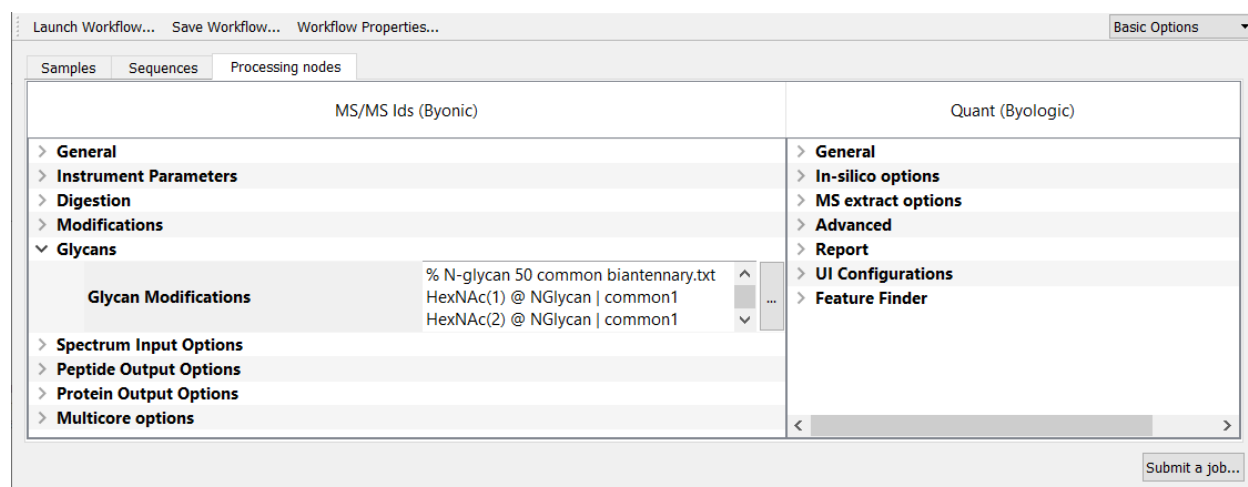 Launch Workflow... Save Workflow... Workflow Properties... Basic Options
Samples Sequences Processing nodes
MS/MS Ids (Byonic) Quant (Byologic)
General
Instrument Parameters
Digestion
Modifications
Glycans
Glycan Modifications
% N-glycan 50 common biantennary.txt
HexNAc(1) @ NGlycan | common1
HexNAc(2) @ NGlycan | common1
...
Spectrum Input Options
Peptide Output Options
Protein Output Options
Multicore options
General
In-silico options
MS extract options
Advanced
Report
UI Configurations
Feature Finder
Submit a job...